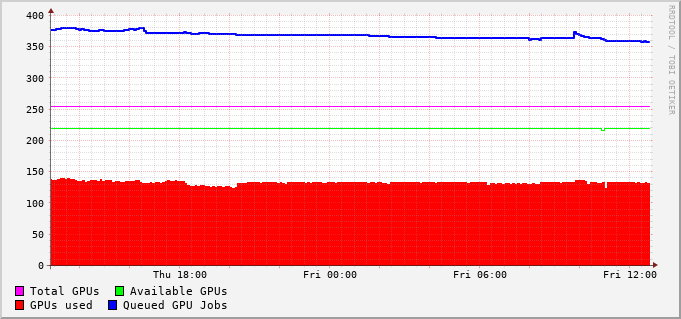 400
350
300
250
200
150
100
50
0
Thu 18:00 Fri 00:00 Fri 06:00 Fri 12:00
Total GPUs Available GPUs
GPUs used Queued GPU Jobs
RRDTOOL / TOBI OETIKER